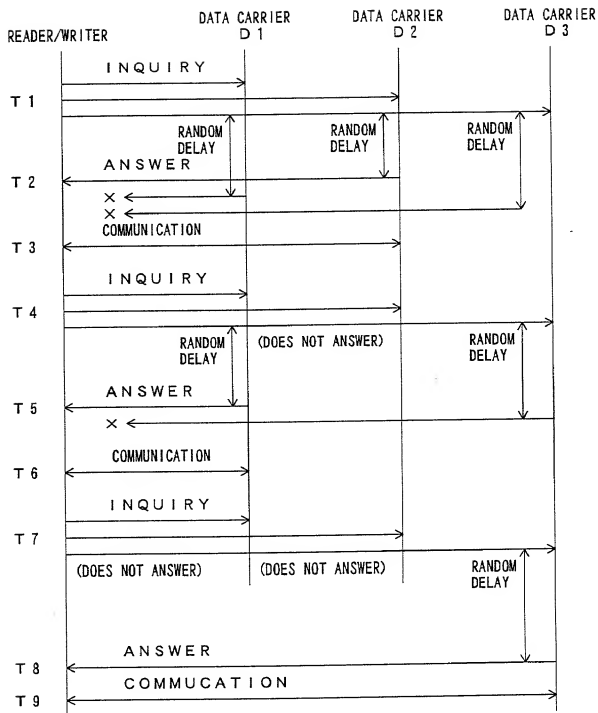 READER/WRITER
DATA CARRIER
D 1
DATA CARRIER
D 2
DATA CARRIER
D 3
INQUIRY
T 1
RANDOM
DELAY
RANDOM
DELAY
RANDOM
DELAY
ANSWER
T 2
×
×
COMMUNICATION
T 3
INQUIRY
T 4
RANDOM
DELAY
(DOES NOT ANSWER)
RANDOM
DELAY
ANSWER
T 5
×
COMMUNICATION
T 6
INQUIRY
T 7
(DOES NOT ANSWER)
(DOES NOT ANSWER)
RANDOM
DELAY
ANSWER
T 8
COMMUCATION
T 9